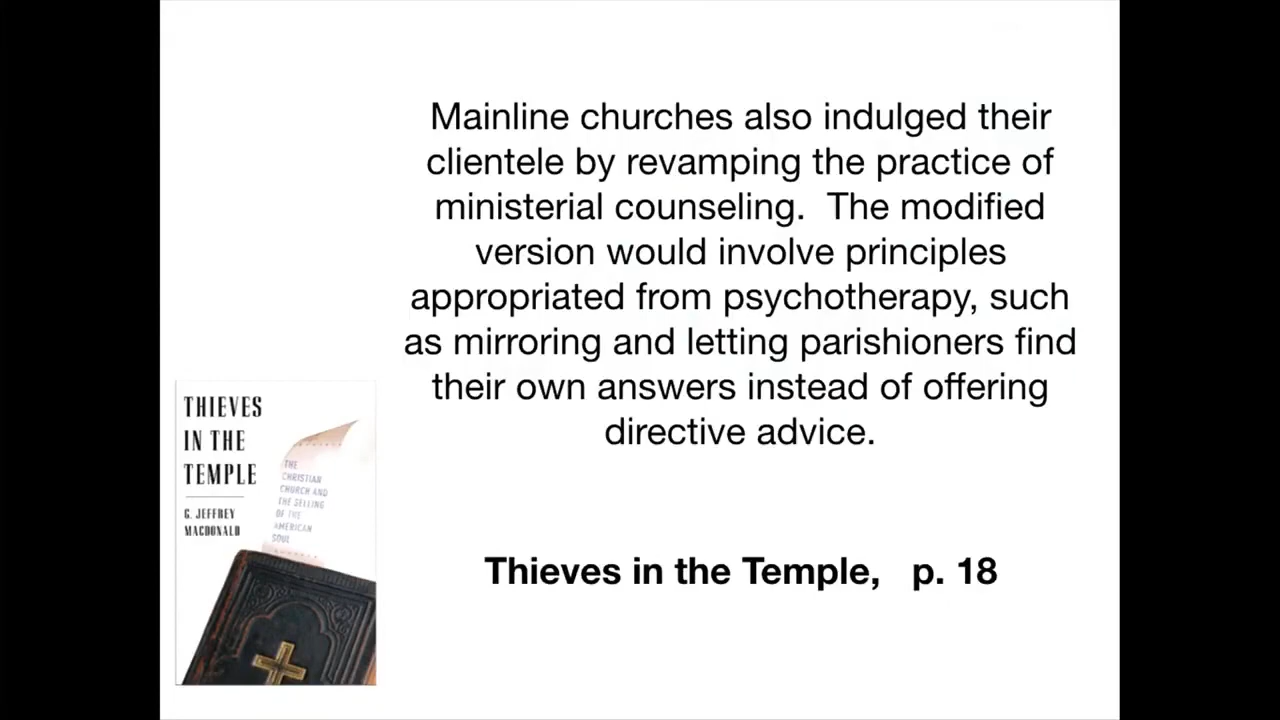 Mainline churches also indulged their
clientele by revamping the practice of
ministerial counseling.  The modified
version would involve principles
appropriated from psychotherapy, such
as mirroring and letting parishioners find
their own answers instead of offering
directive advice.
Thieves in the Temple,   p. 18
THIEVES
IN THE
TEMPLE
G. JEFFREY
MACDONALD
THE
CHRISTIAN
CHURCH AND
THE SELLING
OF THE
AMERICAN
SOUL